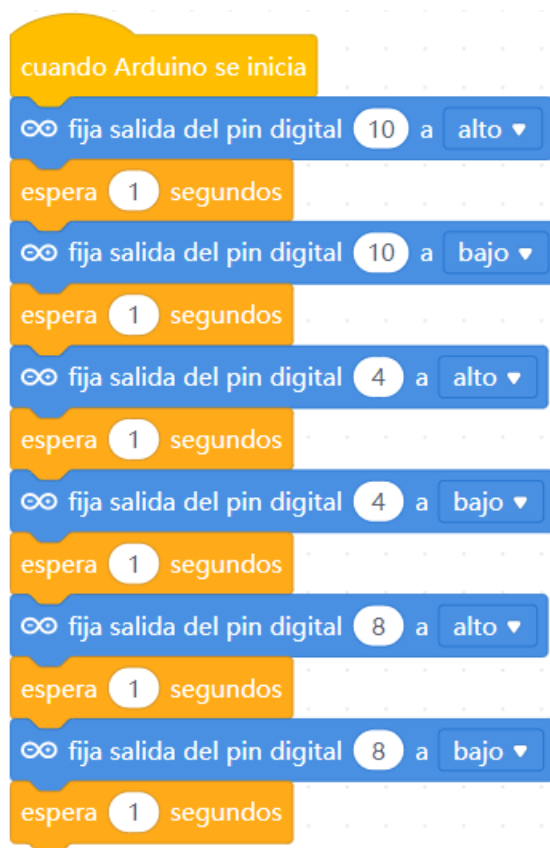 cuando Arduino se inicia
fija salida del pin digital 10 a alto
espera 1 segundos
fija salida del pin digital 10 a bajo
espera 1 segundos
fija salida del pin digital 4 a alto
espera 1 segundos
fija salida del pin digital 4 a bajo
espera 1 segundos
fija salida del pin digital 8 a alto
espera 1 segundos
fija salida del pin digital 8 a bajo
espera 1 segundos